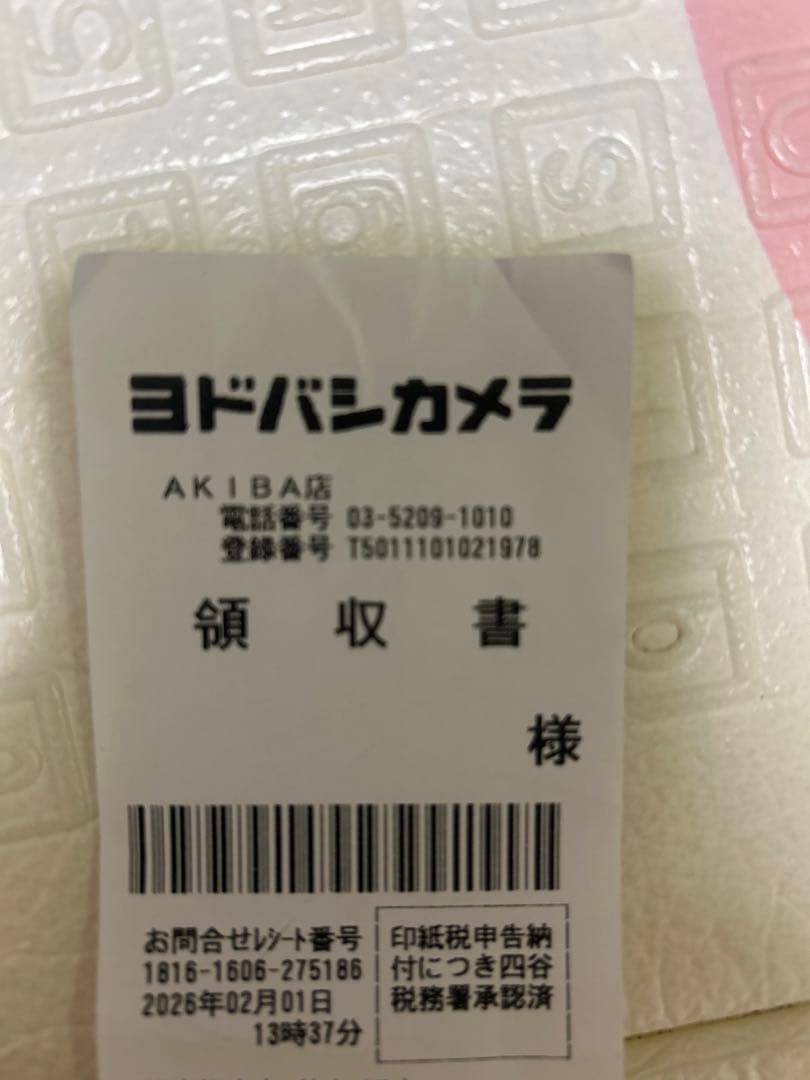 ヨドバシカメラ
AKIBA店
電話番号 03-5209-1010
登録番号 T5011101021978
領 収 書
様
お問合せレシート番号
1816-1606-275186
2026年02月01日
13時37分
印紙税申告納
付につき四谷
税務署承認済